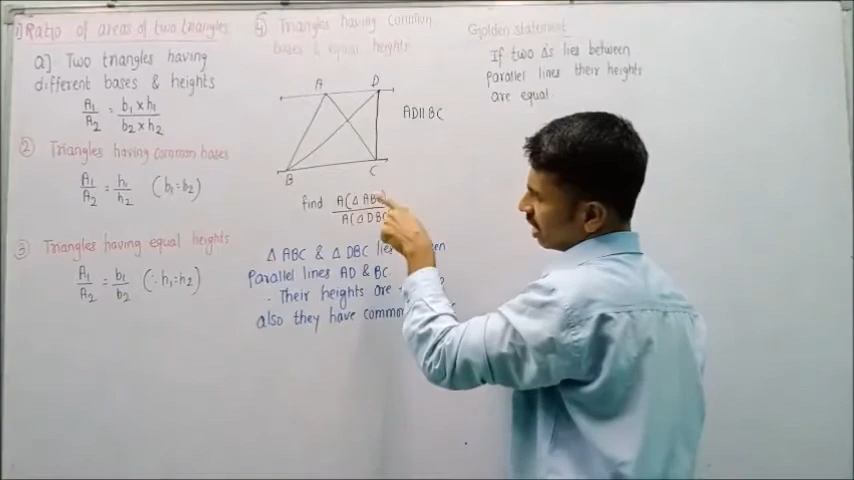 1) Ratio of areas of two triangles
Q] Two triangles having
different bases & heights
A1/A2 = b1 x h1/b2 x h2
② Triangles having common bases
A1/A2 = h1/h2 (b1 = b2)
③ Triangles having equal heights
A1/A2 = b1/b2 (∵ h1 = h2)
④ Triangles having Common
bases & equal heights
A D
AD || BC
B C
find A(△ ABC)/A(△ DBC
△ ABC & △ DBC lies
Parallel lines AD & BC.
∴ Their heights are
also they have common
Golden statement
If two △s lies between
parallel lines their heights
are equal